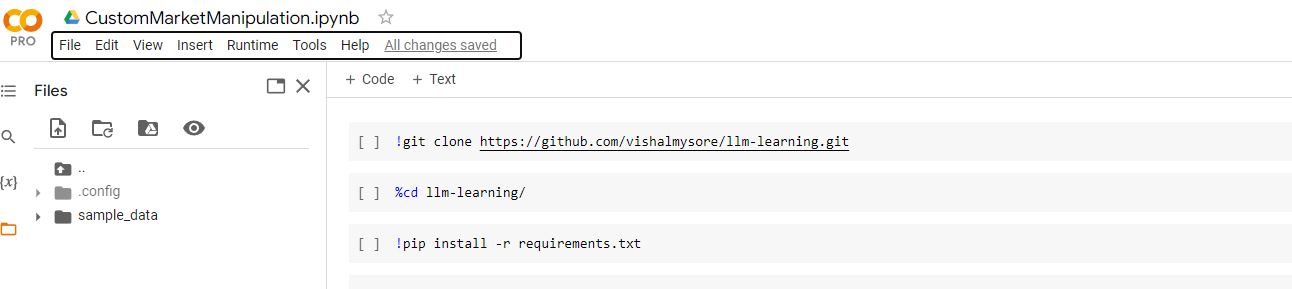 CO PRO
CustomMarketManipulation.ipynb
File Edit View Insert Runtime Tools Help All changes saved
Files
+ Code + Text
[ ] !git clone https://github.com/vishalmysore/llm-learning.git
..
{x}
.config
[ ] %cd llm-learning/
sample_data
[ ] !pip install -r requirements.txt